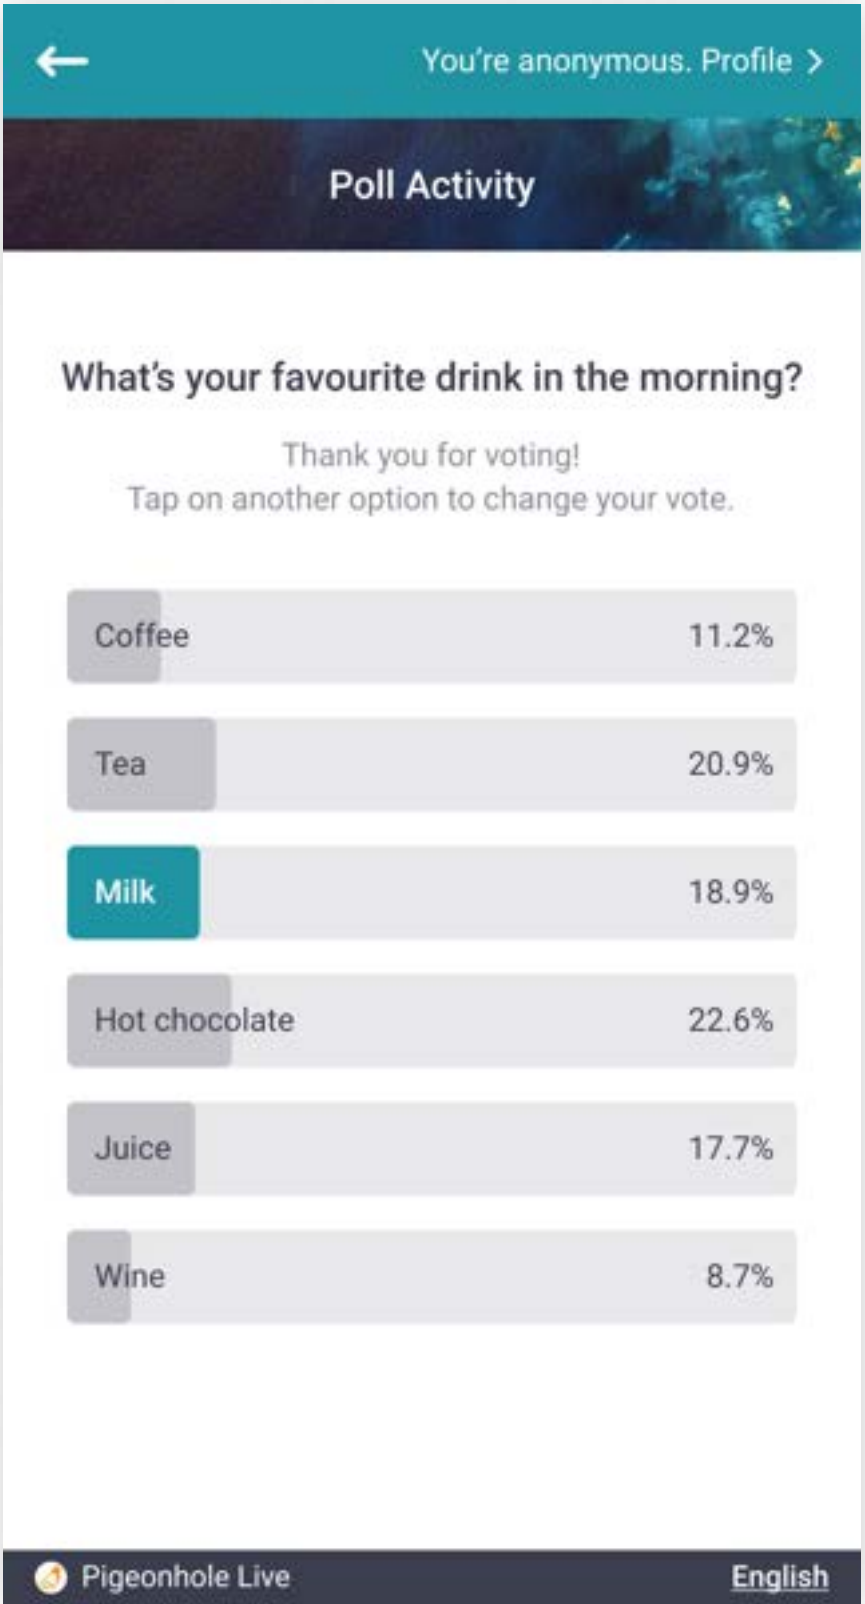 You're anonymous. Profile
Poll Activity
What's your favourite drink in the morning?
Thank you for voting!
Tap on another option to change your vote.
Coffee 11.2%
Tea 20.9%
Milk 18.9%
Hot chocolate 22.6%
Juice 17.7%
Wine 8.7%
Pigeonhole Live English